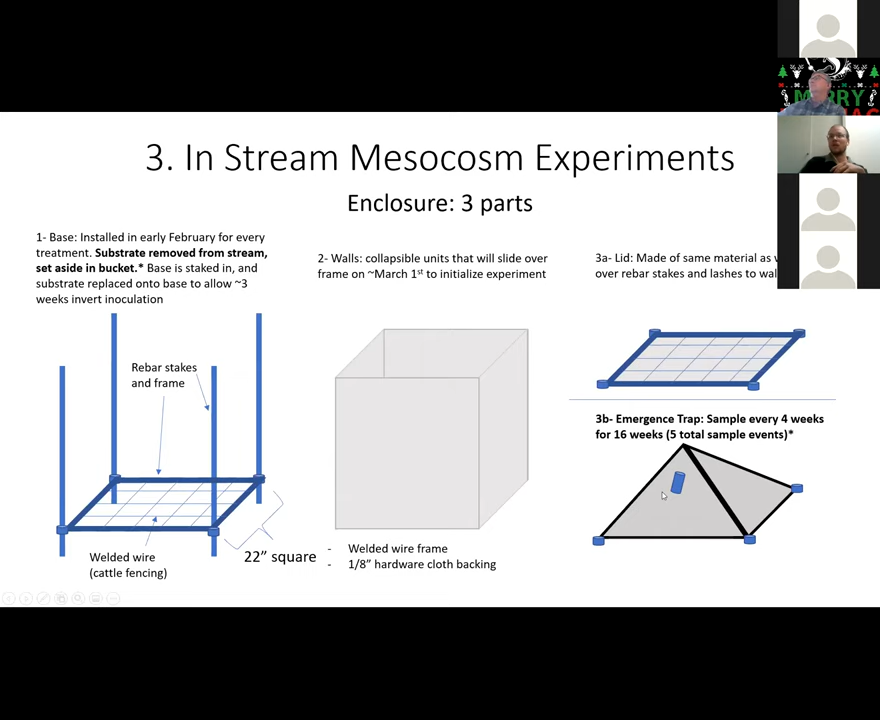 3. In Stream Mesocosm Experiments
Enclosure: 3 parts
1- Base: Installed in early February for every
treatment. Substrate removed from stream,
set aside in bucket.* Base is staked in, and
substrate replaced onto base to allow ~3
weeks invert inoculation
2- Walls: collapsible units that will slide over
frame on ~March 1st to initialize experiment
3a- Lid: Made of same material as
over rebar stakes and lashes to
Rebar stakes
and frame
3b- Emergence Trap: Sample every 4 weeks
for 16 weeks (5 total sample events)*
Welded wire
(cattle fencing)
22” square
- Welded wire frame
- 1/8” hardware cloth backing